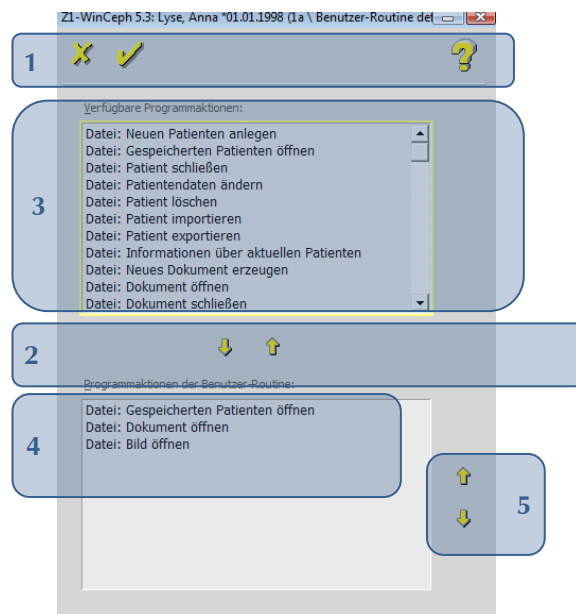 Z1-WinCeph 5.3: Lyse, Anna *01.01.1998 (1a \ Benutzer-Routine def
1
Verfügbare Programmaktionen:
Datei: Neuen Patienten anlegen
Datei: Gespeicherten Patienten öffnen
Datei: Patient schließen
Datei: Patientendaten ändern
Datei: Patient löschen
Datei: Patient importieren
Datei: Patient exportieren
Datei: Informationen über aktuellen Patienten
Datei: Neues Dokument erzeugen
Datei: Dokument öffnen
Datei: Dokument schließen
3
2
Programmaktionen der Benutzer-Routine:
Datei: Gespeicherten Patienten öffnen
Datei: Dokument öffnen
Datei: Bild öffnen
4
5